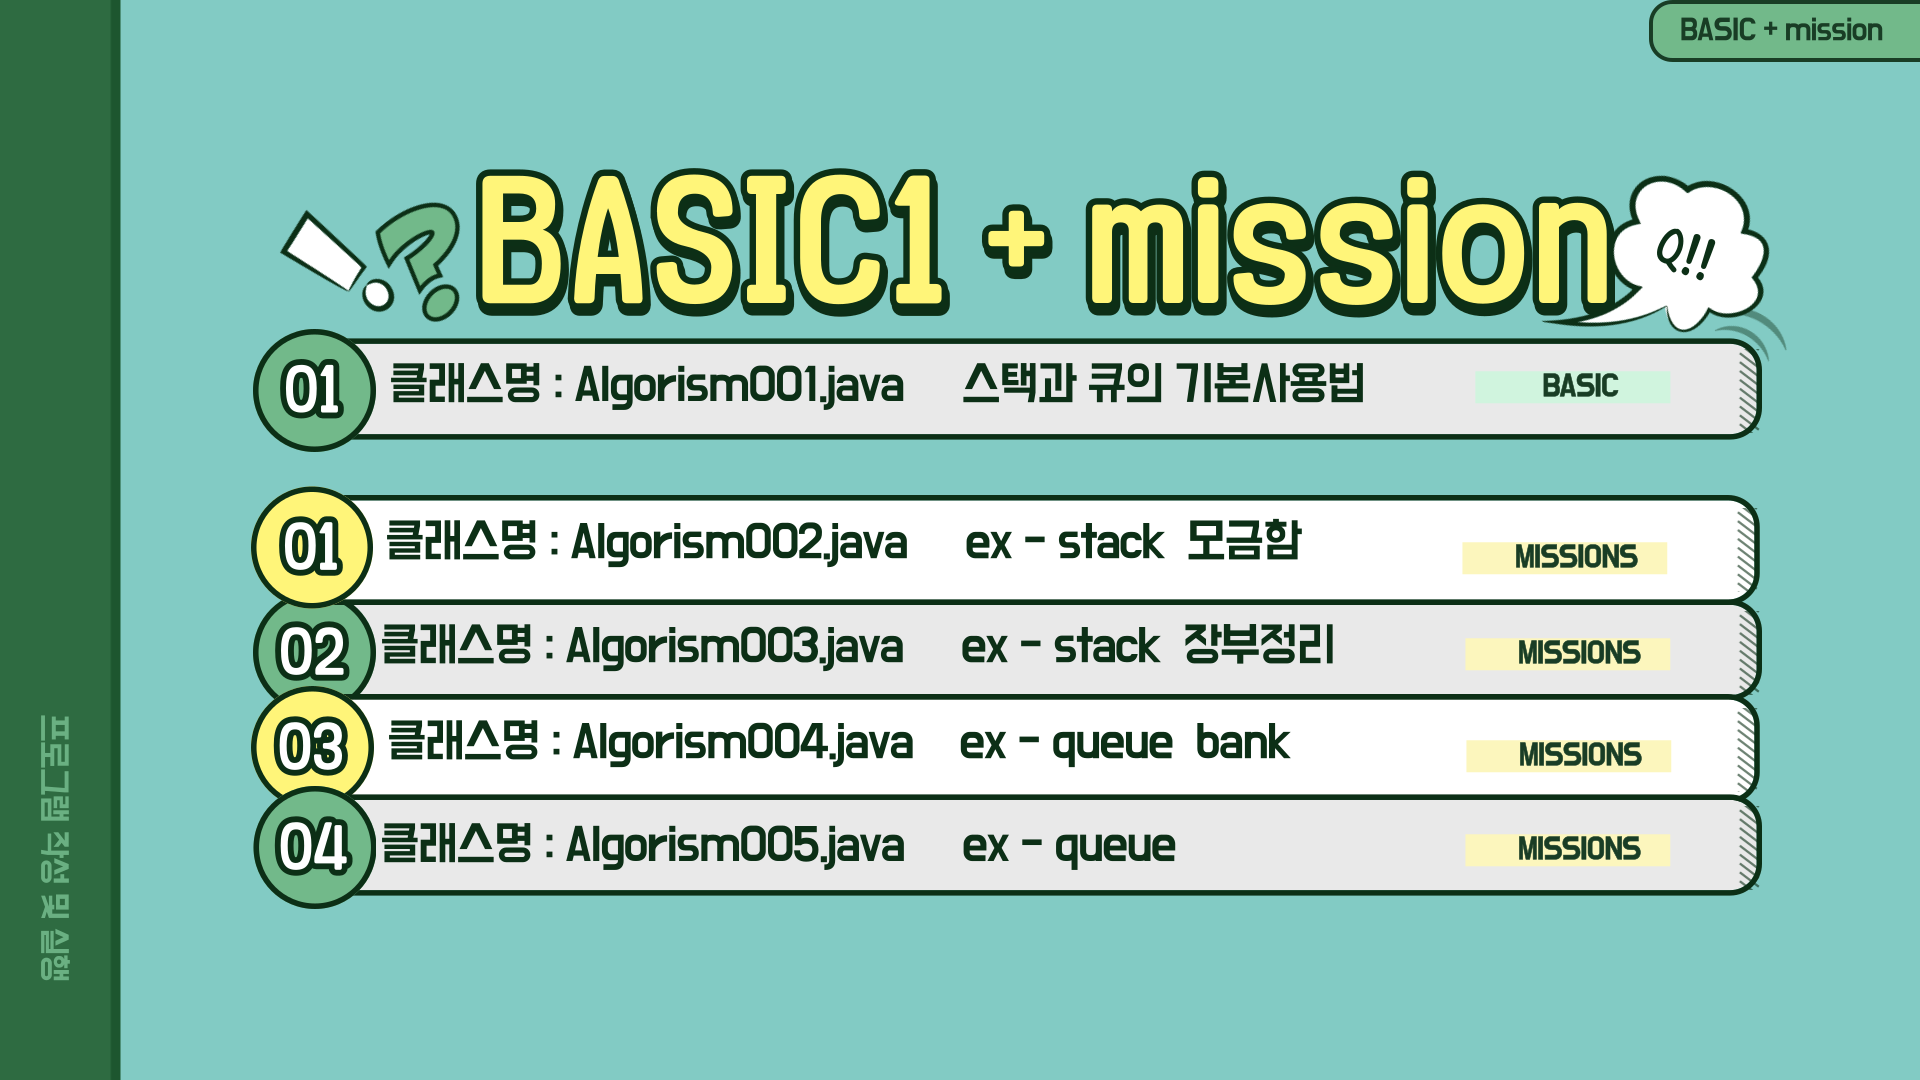 BASIC + mission
BASIC1 + mission
Q!!
01 클래스명 : Algorism001.java 스택과 큐의 기본사용법 BASIC
01 클래스명 : Algorism002.java ex - stack 모금함 MISSIONS
02 클래스명 : Algorism003.java ex - stack 장부정리 MISSIONS
03 클래스명 : Algorism004.java ex - queue bank MISSIONS
04 클래스명 : Algorism005.java ex - queue MISSIONS
프로그램 작성 및 실행